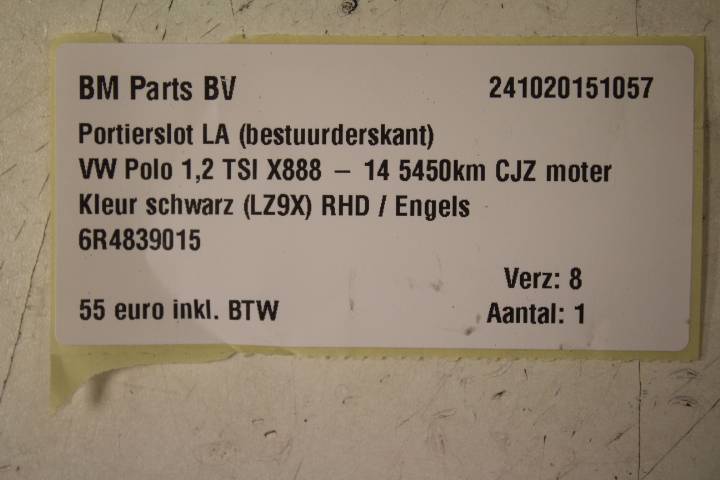 BM Parts BV 241020151057
Portierslot LA (bestuurderskant)
VW Polo 1,2 TSI X888 – 14 5450km CJZ moter
Kleur schwarz (LZ9X) RHD / Engels
6R4839015
Verz: 8
55 euro inkl. BTW Aantal: 1